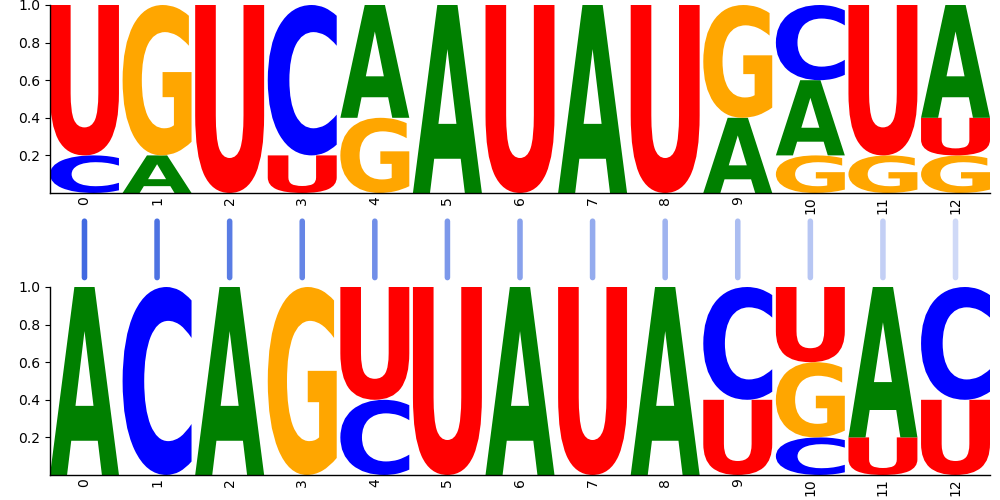 1.0
0.8
0.6
0.4
0.2
U G U C A A U A U G C U A
C A U G A A U U
G G G
0 1 2 3 4 5 6 7 8 9 10 11 12
1.0
0.8
0.6
0.4
0.2
A C A G U U A U A C U A C
C U G U U
C
0 1 2 3 4 5 6 7 8 9 10 11 12